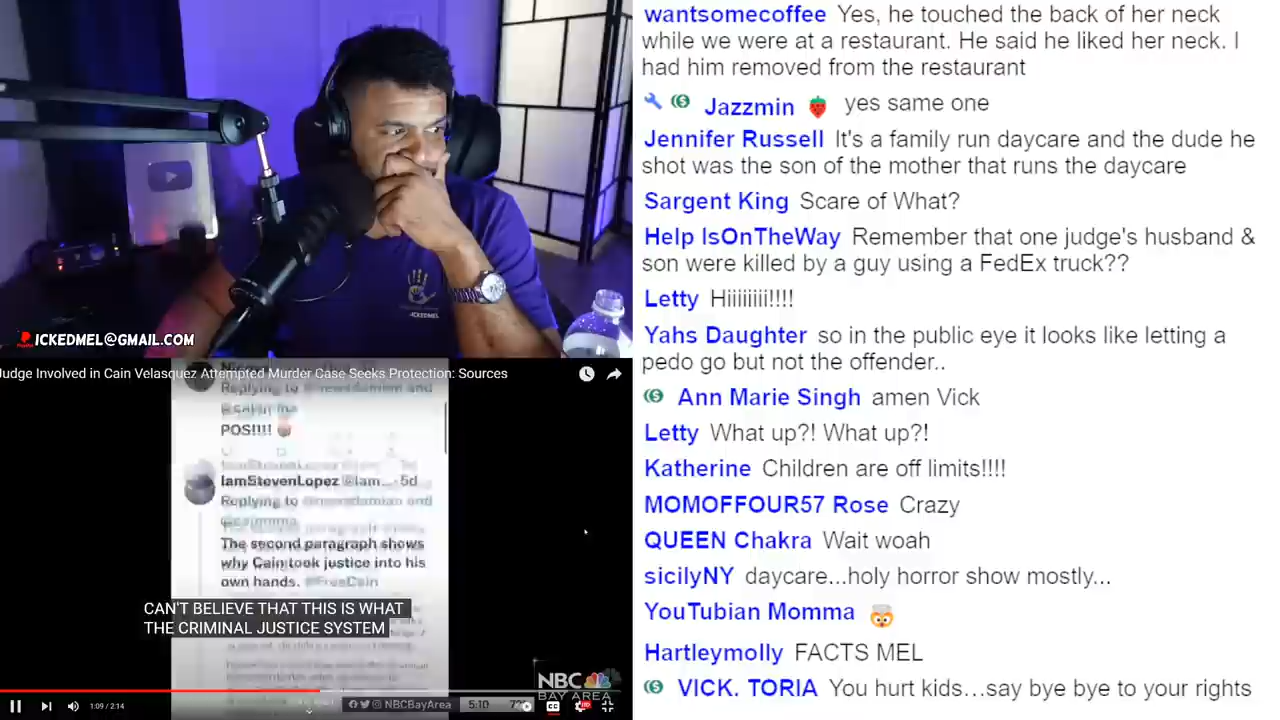 wantsomecoffee Yes, he touched the back of her neck
while we were at a restaurant. He said he liked her neck. I
had him removed from the restaurant
Jazzmin 🍓 yes same one
Jennifer Russell It's a family run daycare and the dude he
shot was the son of the mother that runs the daycare
Sargent King Scare of What?
Help IsOnTheWay Remember that one judge's husband &
son were killed by a guy using a FedEx truck??
Letty Hiiiiiiii!!!!
Yahs Daughter so in the public eye it looks like letting a
pedo go but not the offender..
Ann Marie Singh amen Vick
Letty What up?! What up?!
Katherine Children are off limits!!!!
MOMOFFOUR57 Rose Crazy
QUEEN Chakra Wait woah
sicilyNY daycare...holy horror show mostly...
YouTubian Momma 🤯
Hartleymolly FACTS MEL
VICK. TORIA You hurt kids...say bye bye to your rights
ICKEDMEL
ICKEDMEL@GMAIL.COM
Judge Involved in Cain Velasquez Attempted Murder Case Seeks Protection: Sources
Replying to and
POS!!!!
IamStevenLopez @Iam... · 5d
Replying to and
The second paragraph shows
why Cain took justice into his
own hands. @FreeCain
CAN'T BELIEVE THAT THIS IS WHAT
THE CRIMINAL JUSTICE SYSTEM
NBC
BAY AREA
1:09 / 2:14
NBCBayArea
5:10